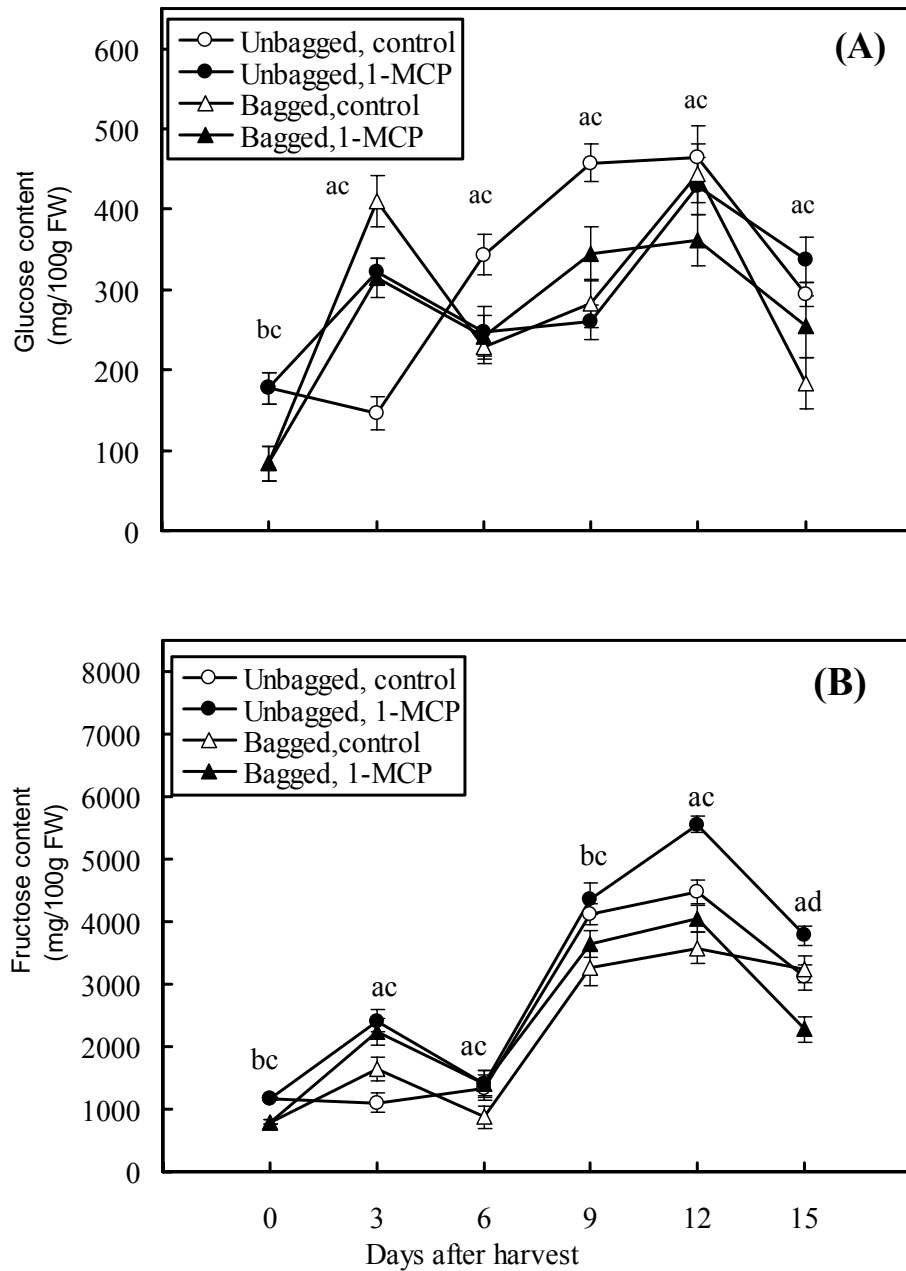 (A)
Unbagged, control
Unbagged,1-MCP
Bagged,control
Bagged,1-MCP
Glucose content
(mg/100g FW)
600
500
400
300
200
100
0
bc
ac
ac
ac
ac
ac
(B)
Unbagged, control
Unbagged, 1-MCP
Bagged,control
Bagged, 1-MCP
Fructose content
(mg/100g FW)
8000
7000
6000
5000
4000
3000
2000
1000
0
bc
ac
ac
bc
ac
ad
0 3 6 9 12 15
Days after harvest